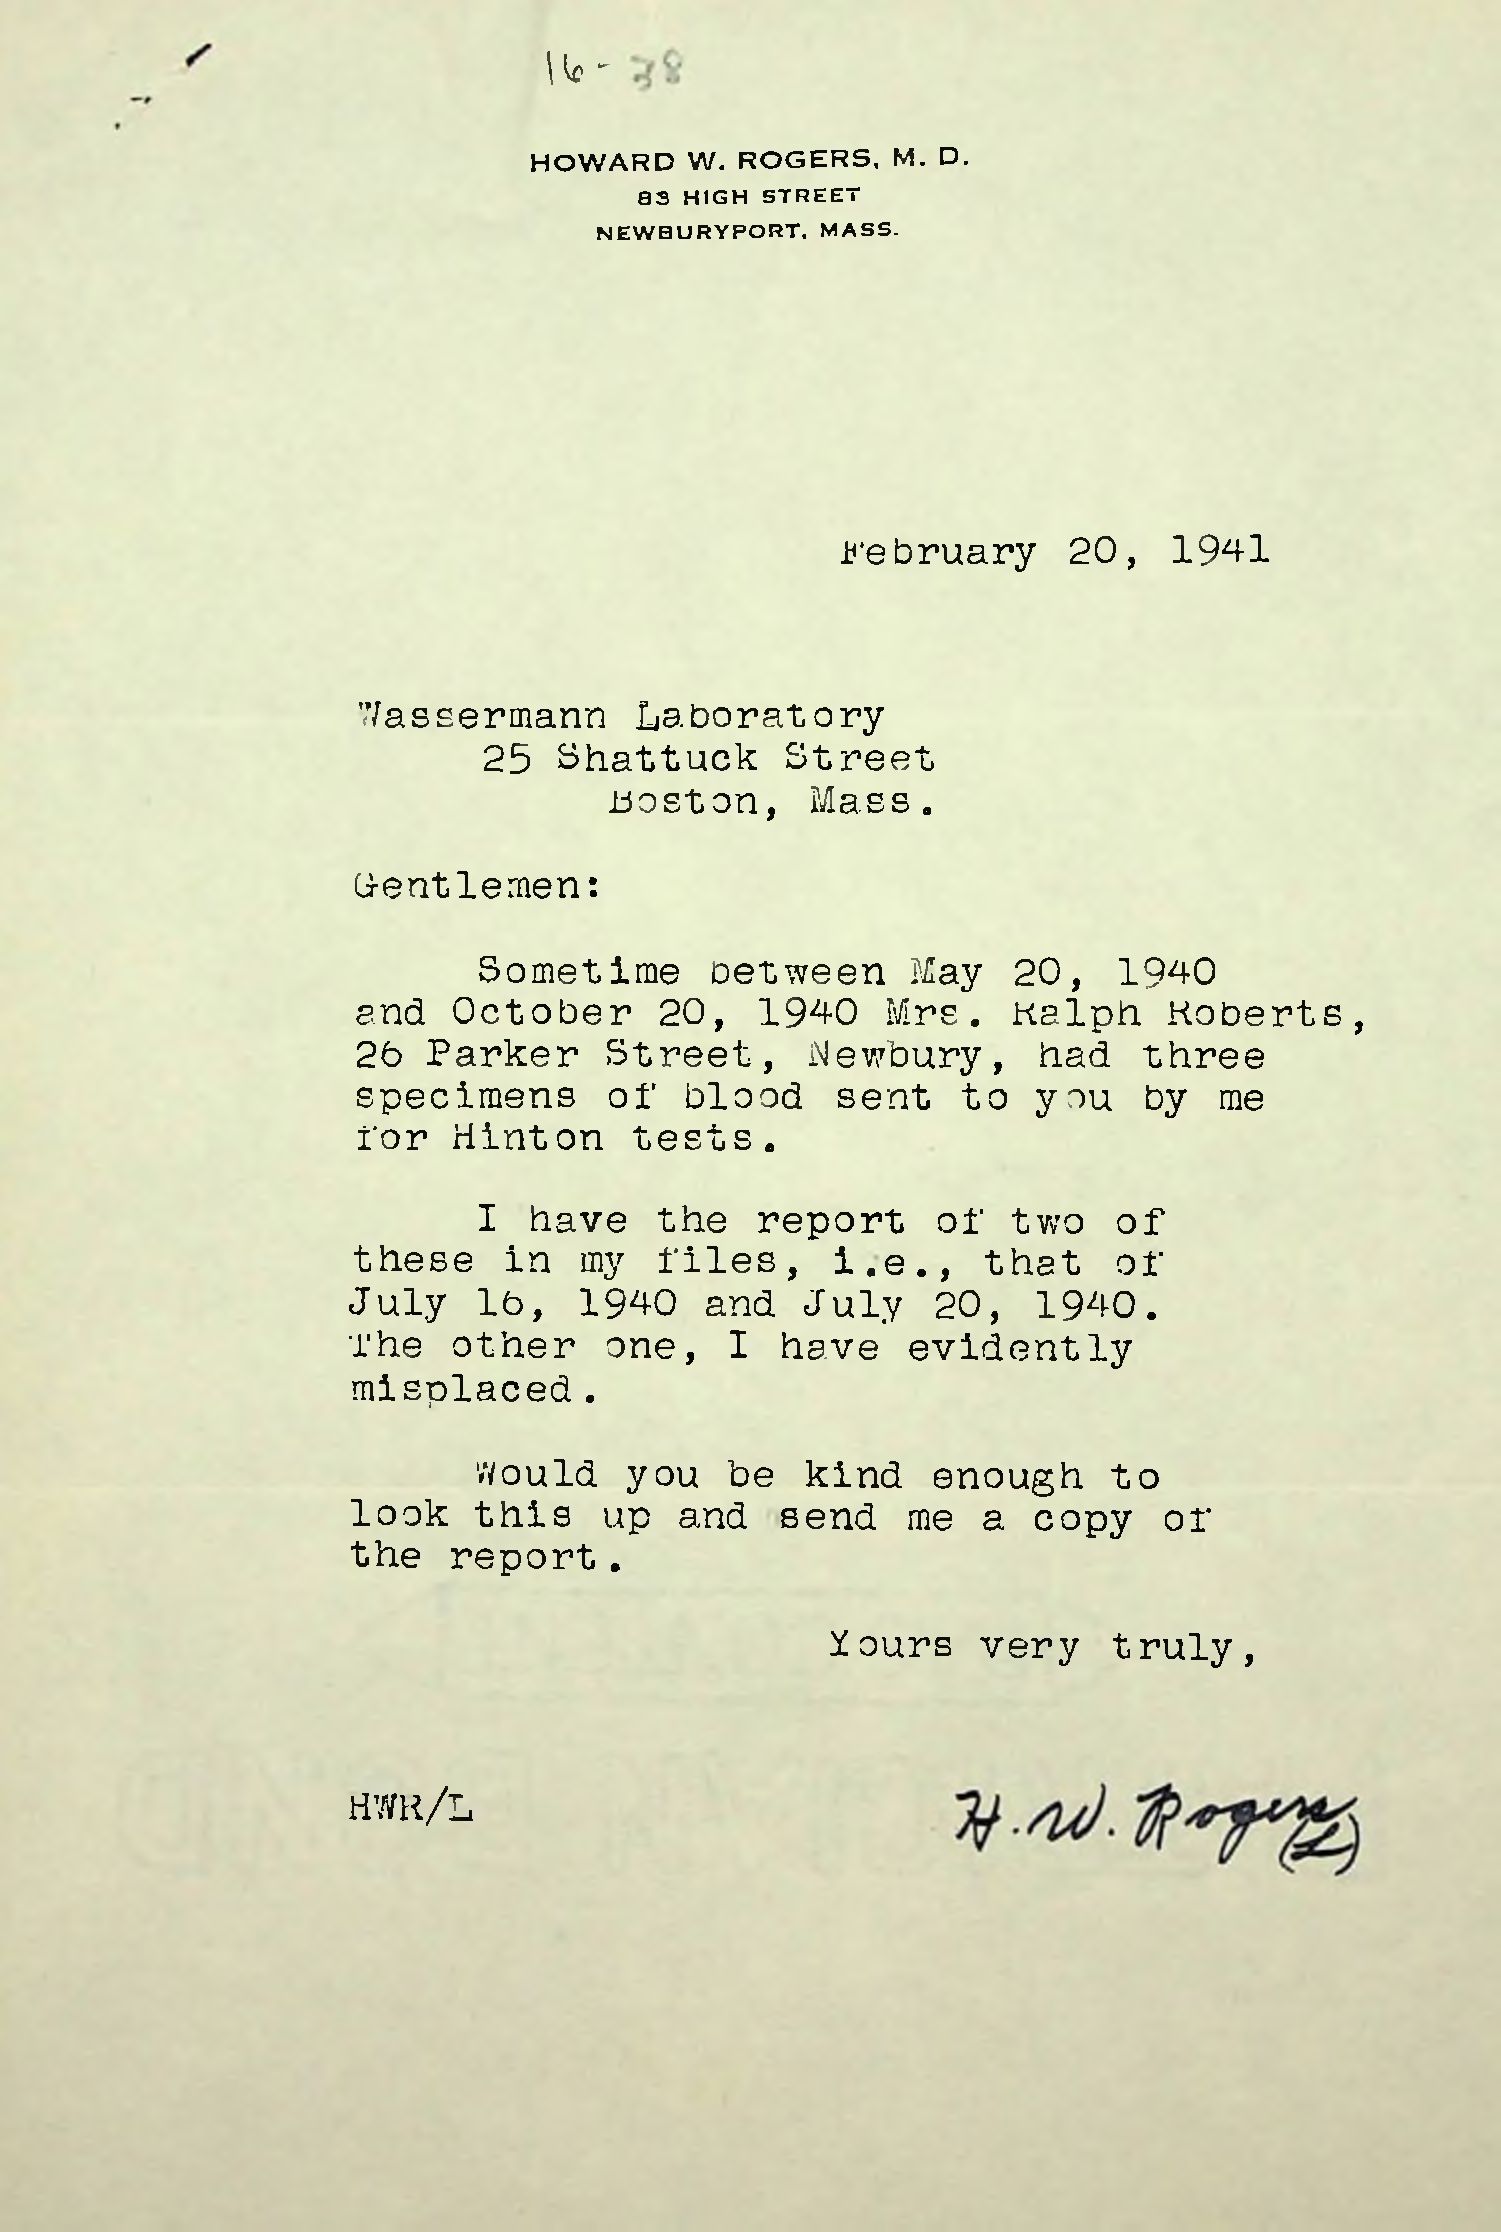 16-38
HOWARD W. ROGERS, M. D.
83 HIGH STREET
NEWBURYPORT, MASS.
February 20, 1941
Wassermann Laboratory
25 Shattuck Street
Boston, Mass.
Gentlemen:
Sometime between May 20, 1940
and October 20, 1940 Mrs. Ralph Roberts,
26 Parker Street, Newbury, had three
specimens of blood sent to you by me
for Hinton tests.
I have the report of two of
these in my files, i.e., that of
July 16, 1940 and July 20, 1940.
The other one, I have evidently
misplaced.
Would you be kind enough to
look this up and send me a copy of
the report.
Yours very truly,
HWR/L
H. W. Rogers
(L)